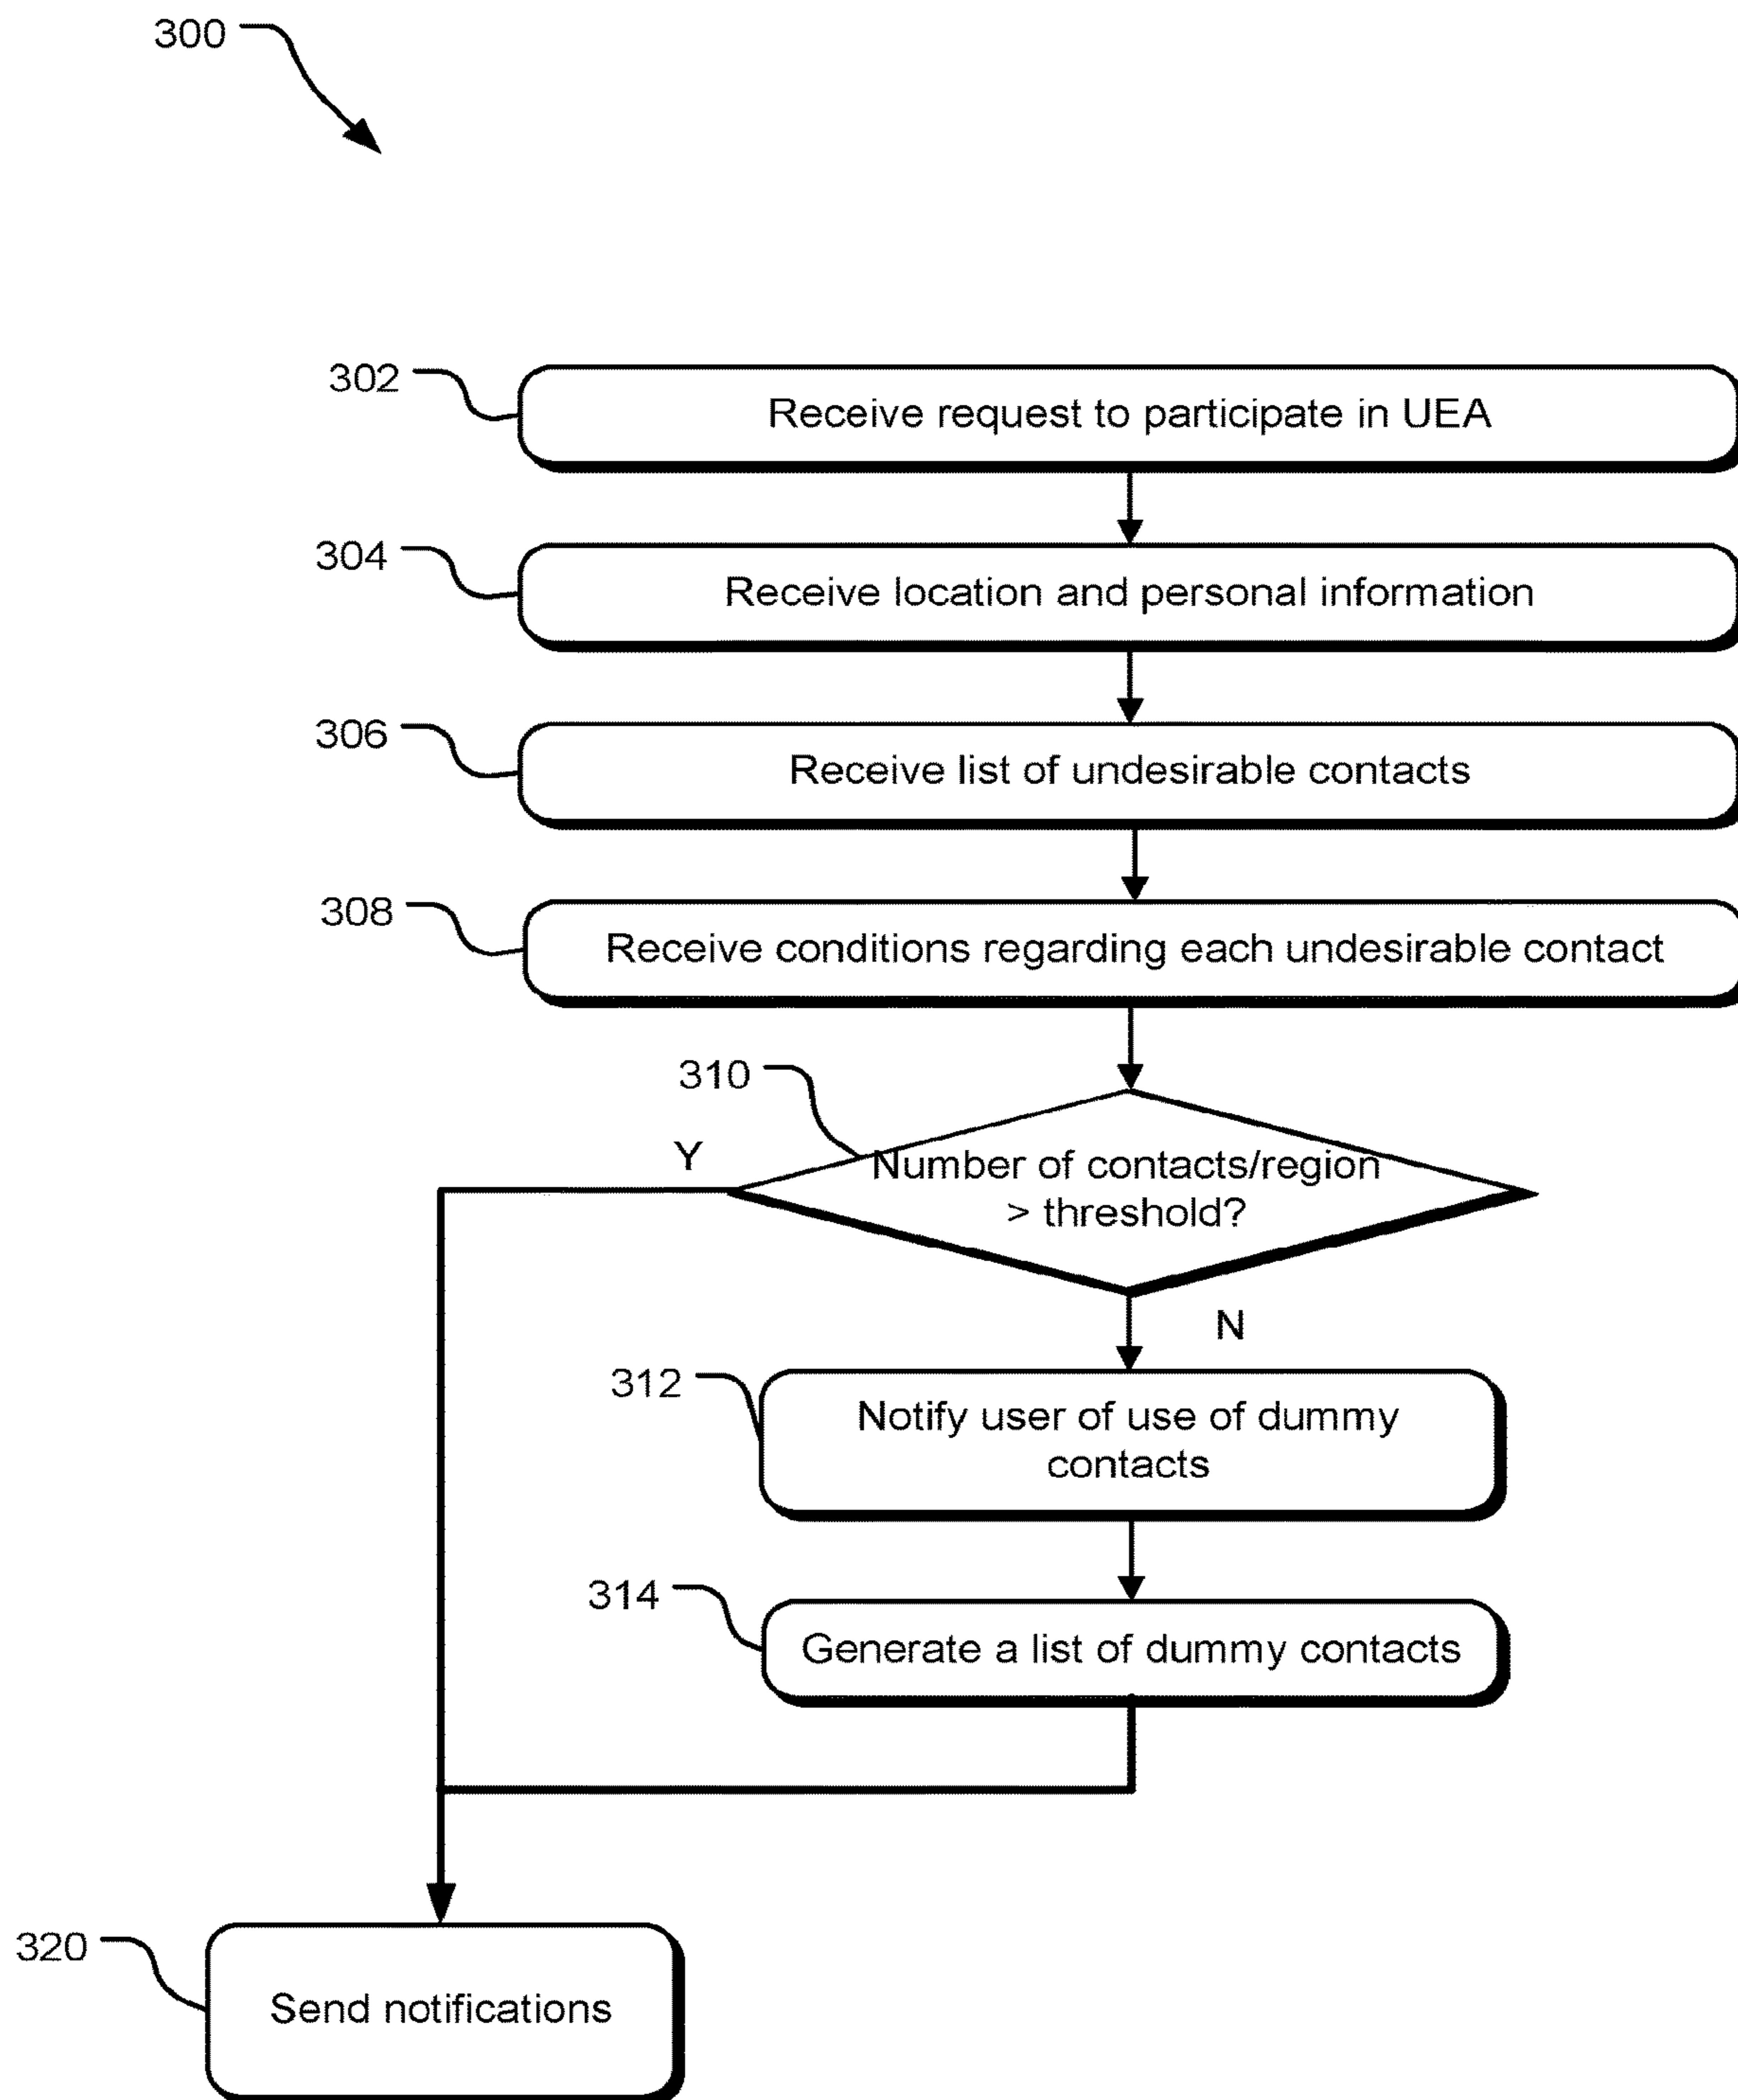 300
302
Receive request to participate in UEA
304
Receive location and personal information
306
Receive list of undesirable contacts
308
Receive conditions regarding each undesirable contact
310
Y
Number of contacts/region
> threshold?
N
312
Notify user of use of dummy
contacts
314
Generate a list of dummy contacts
320
Send notifications